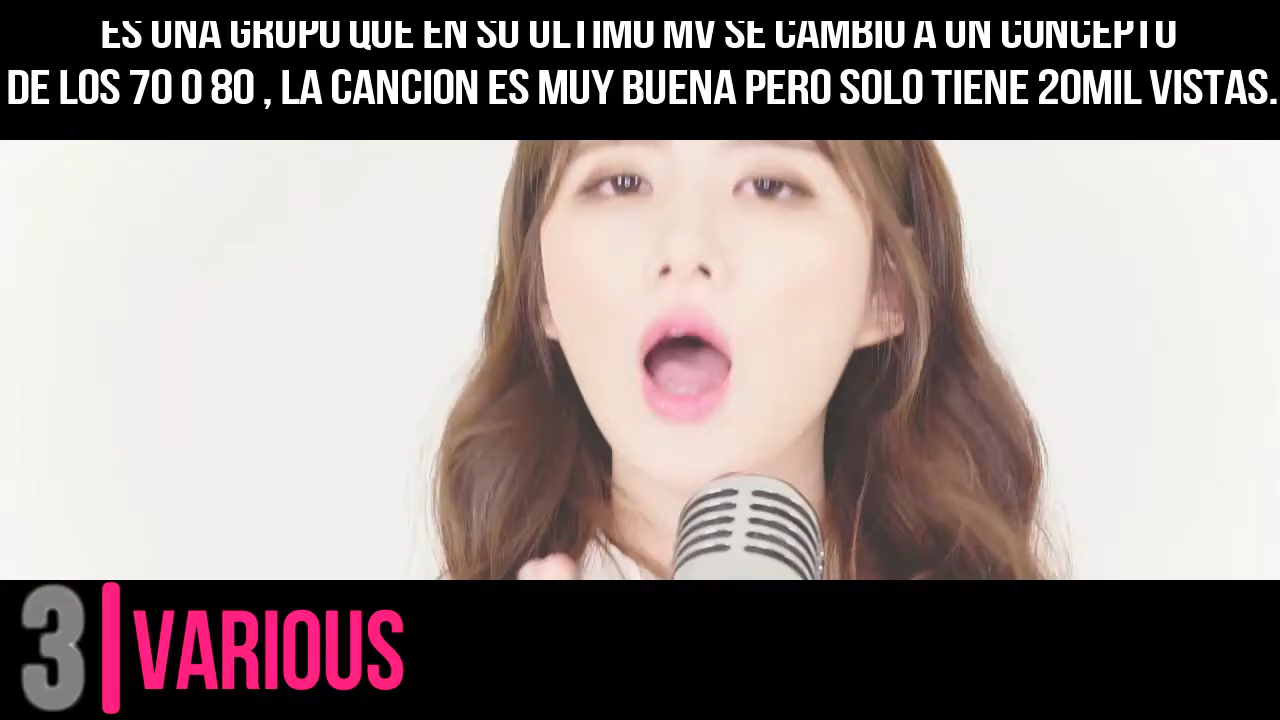 ES UNA GRUPO QUE EN SU ULTIMO MV SE CAMBIO A UN CONCEPTO
DE LOS 70 O 80 , LA CANCION ES MUY BUENA PERO SOLO TIENE 20MIL VISTAS.
3 VARIOUS